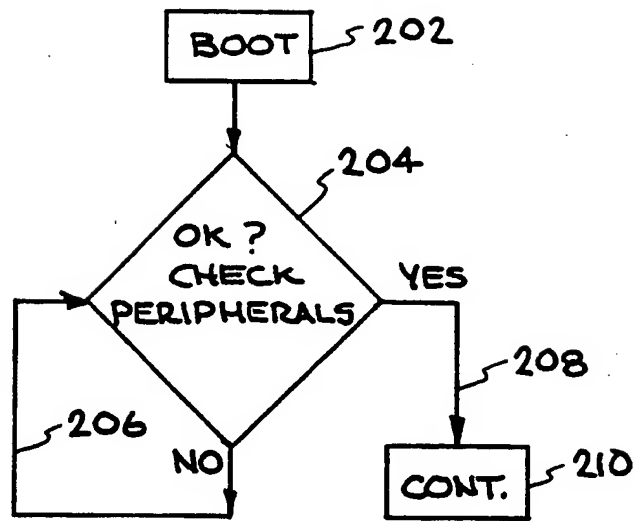 BOOT
202
204
OK ?
CHECK
PERIPHERALS
YES
208
206
NO
CONT.
210